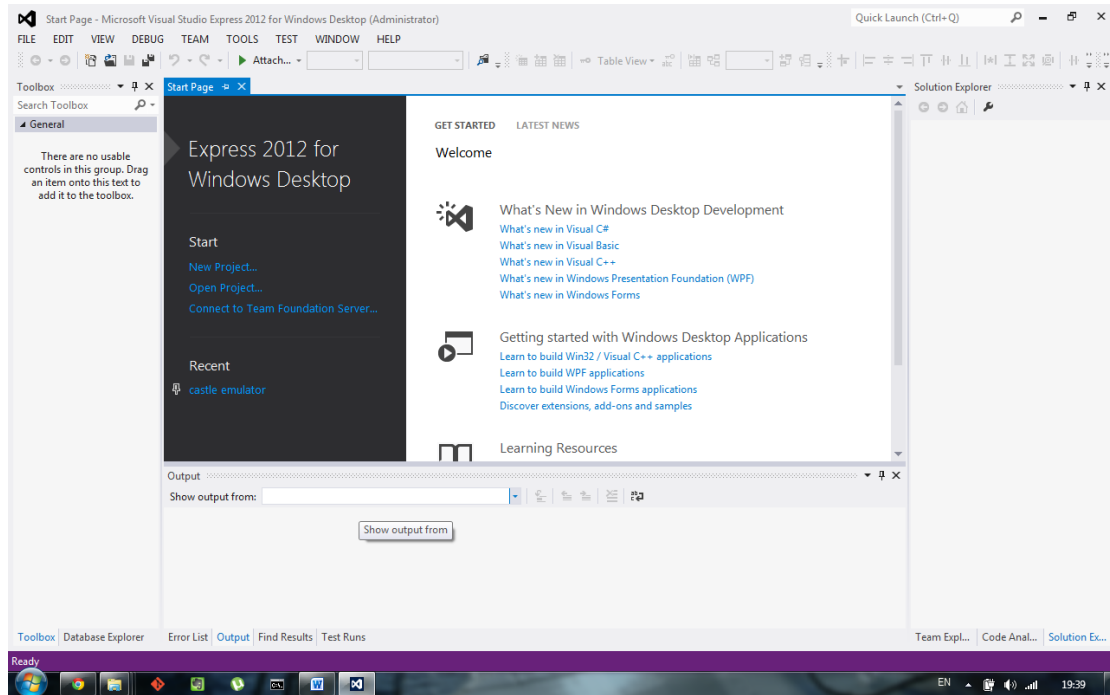 Start Page - Microsoft Visual Studio Express 2012 for Windows Desktop (Administrator)
Quick Launch (Ctrl+Q)
FILE EDIT VIEW DEBUG TEAM TOOLS TEST WINDOW HELP
Attach...
Table View
Toolbox
Search Toolbox
General
There are no usable
controls in this group. Drag
an item onto this text to
add it to the toolbox.
Start Page
Express 2012 for
Windows Desktop
Start
New Project...
Open Project...
Connect to Team Foundation Server...
Recent
castle emulator
GET STARTED LATEST NEWS
Welcome
What's New in Windows Desktop Development
What's new in Visual C#
What's new in Visual Basic
What's new in Visual C++
What's new in Windows Presentation Foundation (WPF)
What's new in Windows Forms
Getting started with Windows Desktop Applications
Learn to build Win32 / Visual C++ applications
Learn to build WPF applications
Learn to build Windows Forms applications
Discover extensions, add-ons and samples
Learning Resources
Solution Explorer
Output
Show output from:
Show output from
Toolbox Database Explorer
Error List Output Find Results Test Runs
Team Expl... Code Anal... Solution Ex...
Ready
EN
19:39